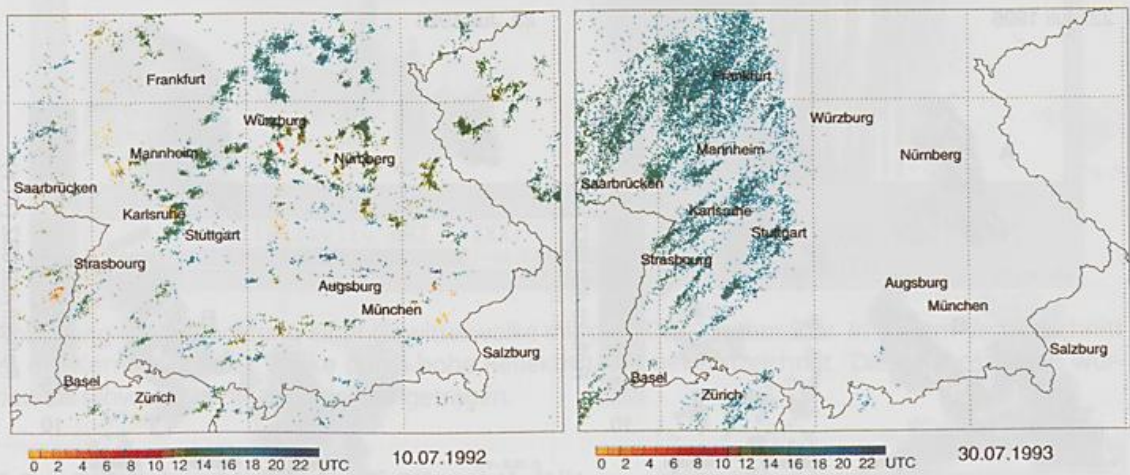 Frankfurt
Würzburg
Mannheim
Nürnberg
Saarbrücken
Karlsruhe
Stuttgart
Strasbourg
Augsburg
München
Salzburg
Basel
Zürich
0 2 4 6 8 10 12 14 16 18 20 22 UTC
10.07.1992
Frankfurt
Würzburg
Mannheim
Nürnberg
Saarbrücken
Karlsruhe
Stuttgart
Strasbourg
Augsburg
München
Salzburg
Basel
Zürich
0 2 4 6 8 10 12 14 16 18 20 22 UTC
30.07.1993